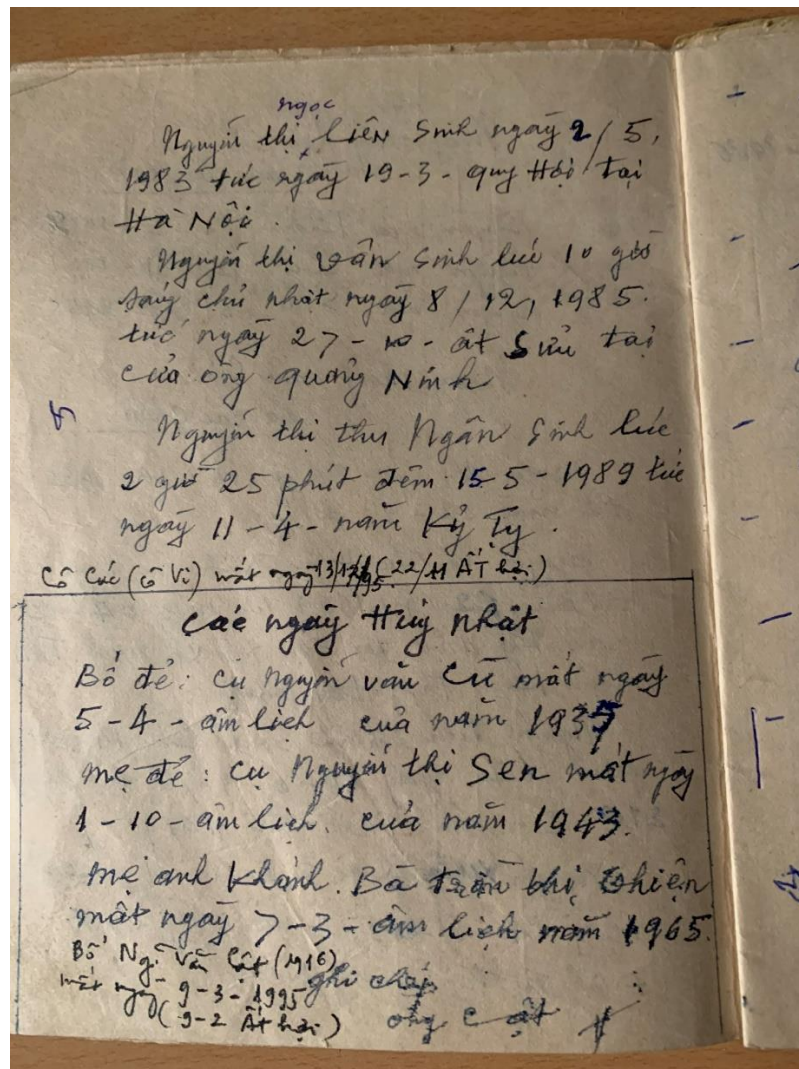 ngọc
Nguyễn thị liên Sinh ngày 2/5,
1983 tức ngày 19-3- quý Hợi Tại
Hà Nội.
Nguyễn thị Vân Sinh lúc 10 giờ
sáng chủ nhật ngày 8/12, 1985.
tức ngày 27-10- ất Sửu tại
cửa ông quảng Ninh
Nguyễn thị thu Ngân Sinh lúc
2 giờ 25 phút đêm 15-5-1989 tức
ngày 11-4- năm Kỷ Tỵ.
Cô Các (cô Vi) mất ngày 13/ /95 (22/ ẤT hợi)
các ngày Huý nhật
Bố đẻ: cụ Nguyễn văn Cừ mất ngày
5-4- âm lịch của năm
mẹ đẻ: cụ Nguyễn thị Sen mất ngày
1-10- âm lịch. của năm 1943.
mẹ anh Khánh. Bà Trần thị
mất ngày 7-3- âm lịch năm 1965.
Bố Ng. Văn Cật (1916)
mất ngày 9-3-1995 ghi chép
(9-2 Ất hợi) ông Cật